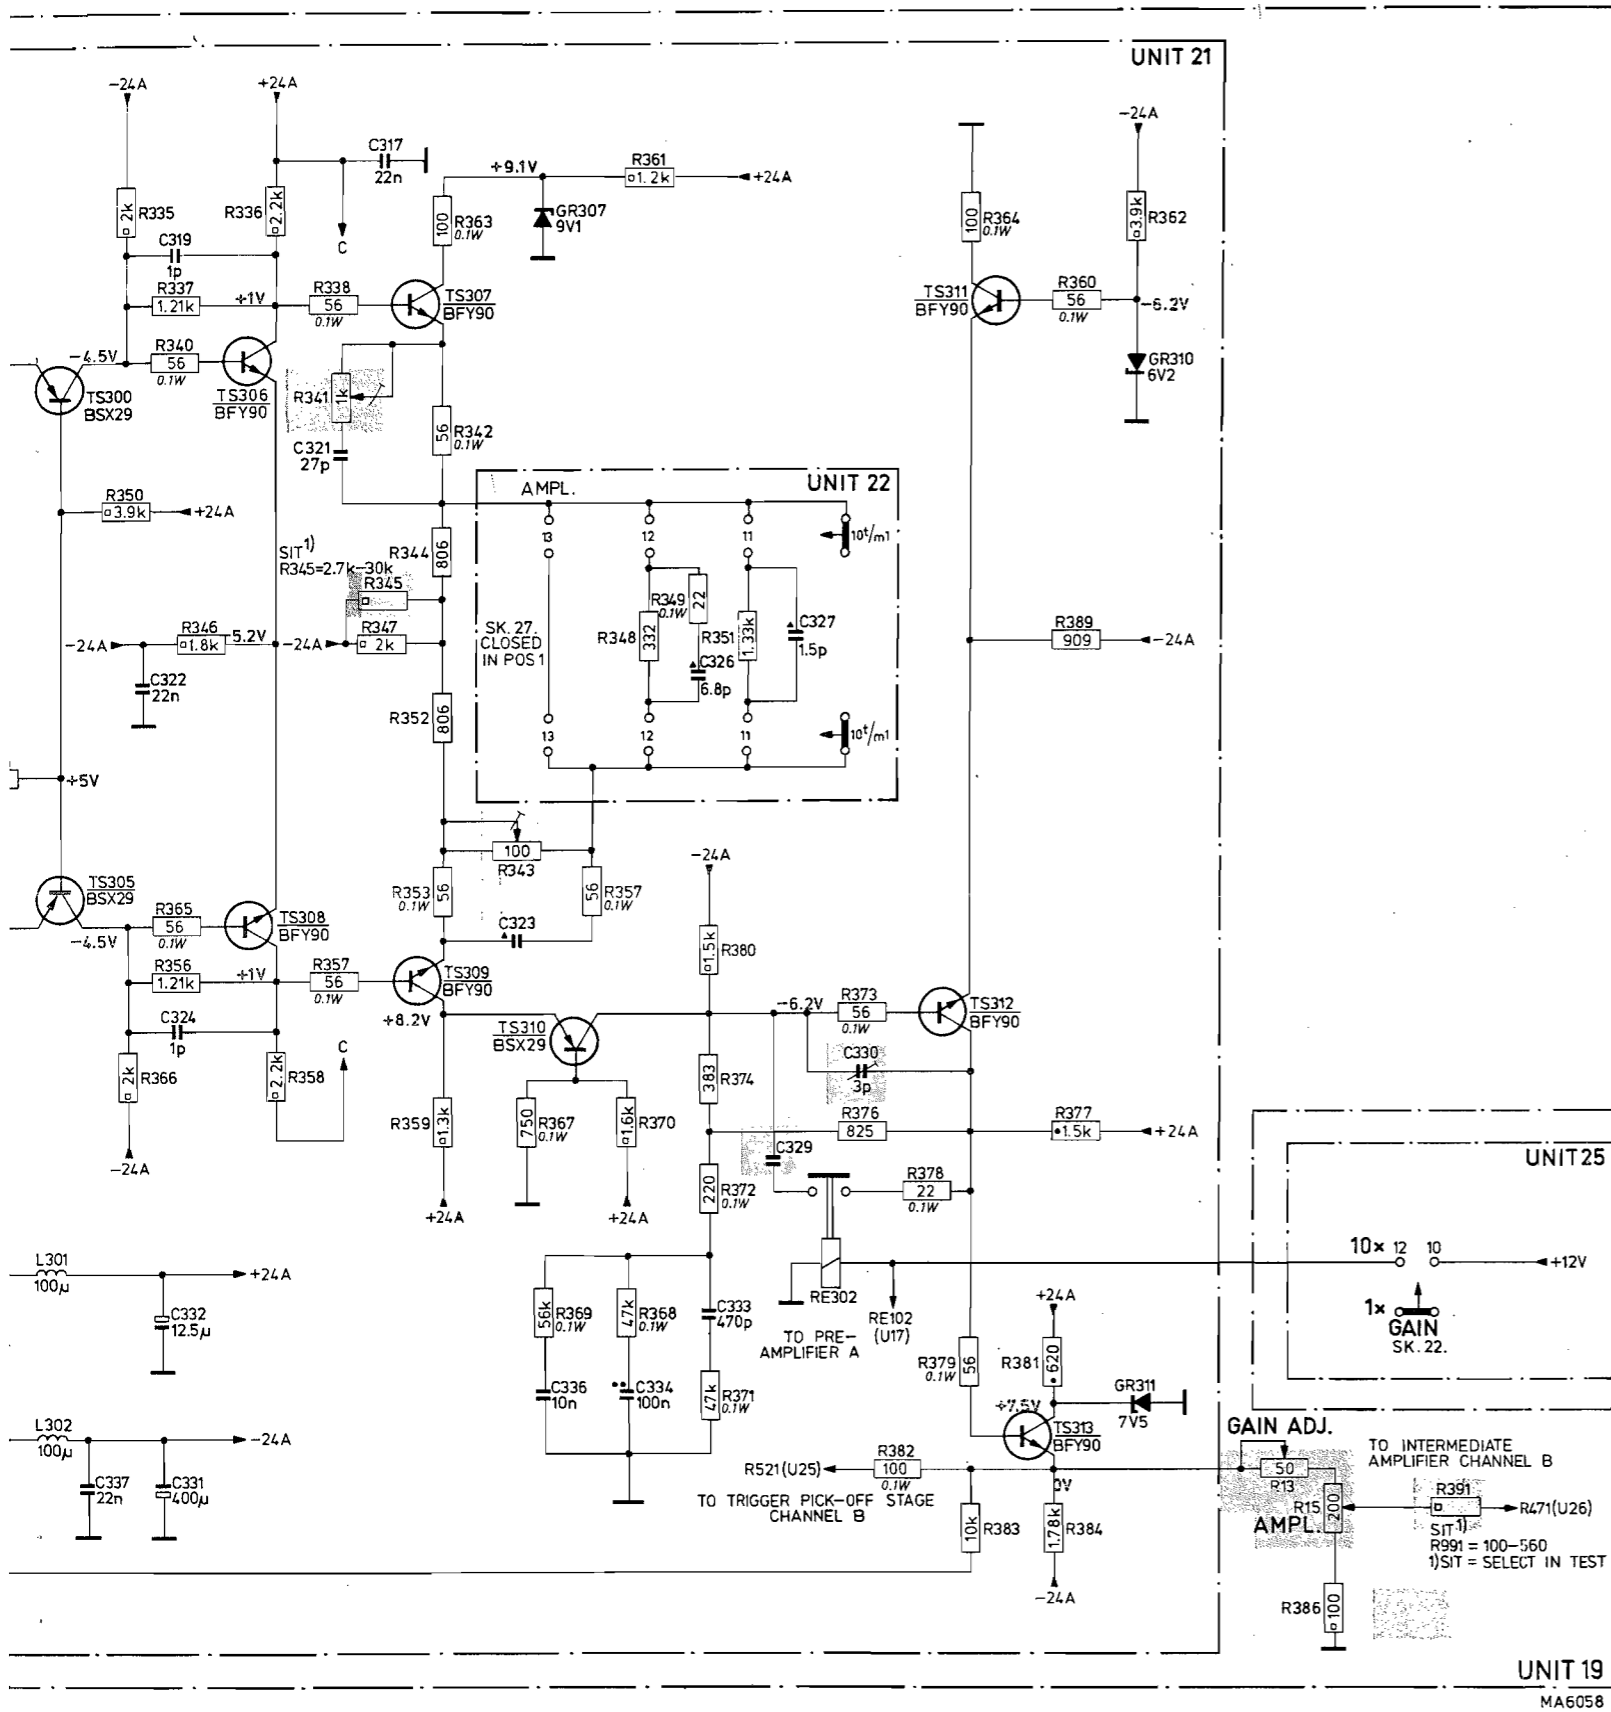 UNIT 21
-24A
+24A
-24A
C317
22n
+9.1V
R361
1.2k
+24A
2k
R335
R336
2.2k
C
100
R363
0.1W
GR307
9V1
100
R364
0.1W
3.9k
R362
C319
1p
R337
1.21k
+1V
R338
56
0.1W
TS307
BFY90
TS311
BFY90
R360
56
0.1W
-6.2V
-4.5V
R340
56
0.1W
TS300
BSX29
TS306
BFY90
R341
1k
GR310
6V2
56
R342
0.1W
C321
27p
AMPL.
UNIT 22
R350
3.9k
+24A
13
12
11
10t/m1
SIT1)
R345=2.7k-30k
R344
806
R345
R349
0.1W
22
-24A
R346
1.8k
-5.2V
-24A
R347
2k
SK.27.
CLOSED
IN POS1
R348
332
R351
1.33k
C327
1.5p
R389
909
-24A
C322
22n
C326
6.8p
R352
806
13
12
11
10t/m1
+5V
100
R343
-24A
TS305
BSX29
R353
0.1W
56
56
R357
0.1W
R365
56
0.1W
TS308
BFY90
-4.5V
C323
1.5k
R380
R356
1.21k
+1V
R357
56
0.1W
TS309
BFY90
-6.2V
R373
56
0.1W
TS312
BFY90
C324
1p
+8.2V
TS310
BSX29
C
C330
3p
2k
R366
2.2k
R358
383
R374
R359
1.3k
750
R367
0.1W
1.6k
R370
R376
825
R377
1.5k
+24A
-24A
C329
UNIT25
220
R372
0.1W
R378
22
0.1W
+24A
+24A
10x
12
10
+12V
L301
100µ
+24A
RE302
+24A
1x
GAIN
SK.22.
C332
12.5µ
56k
R369
0.1W
47k
R368
0.1W
C333
470p
TO PRE-
AMPLIFIER A
RE102
(U17)
R379
0.1W
56
R381
620
C336
10n
C334
100n
47k
R371
0.1W
GR311
7V5
+7.5V
L302
100µ
-24A
TS313
BFY90
GAIN ADJ.
TO INTERMEDIATE
AMPLIFIER CHANNEL B
R521(U25)
R382
100
0.1W
50
R13
C337
22n
C331
400µ
TO TRIGGER PICK-OFF STAGE
CHANNEL B
0V
R391
R15
200
R471(U26)
10k
R383
1.78k
R384
AMPL.
SIT1)
R991 = 100-560
1)SIT = SELECT IN TEST
-24A
R386
100
UNIT 19
MA6058